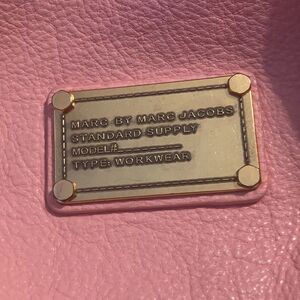 MARC BY MARC JACOBS
STANDARD SUPPLY
MODEL#
TYPE: WORKWEAR